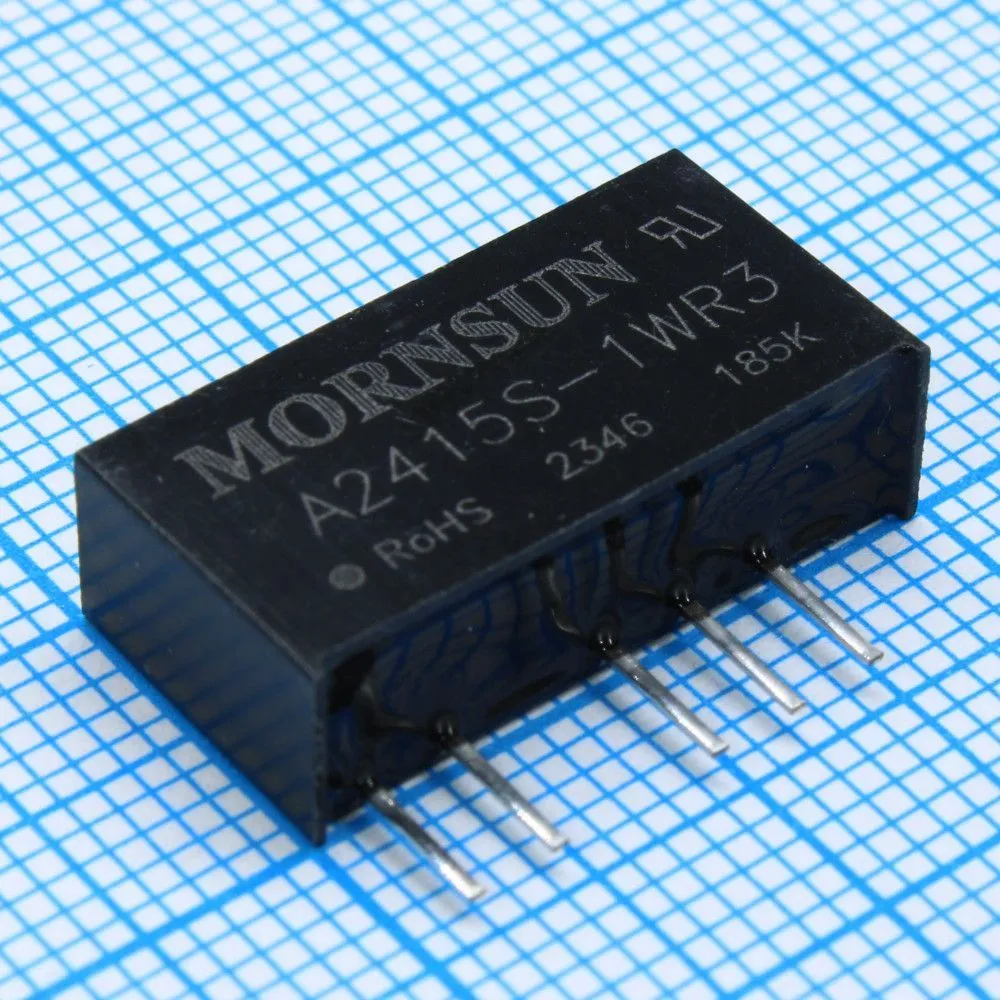 MORNSUN
A2415S-1WR3
RoHS 2346 185K